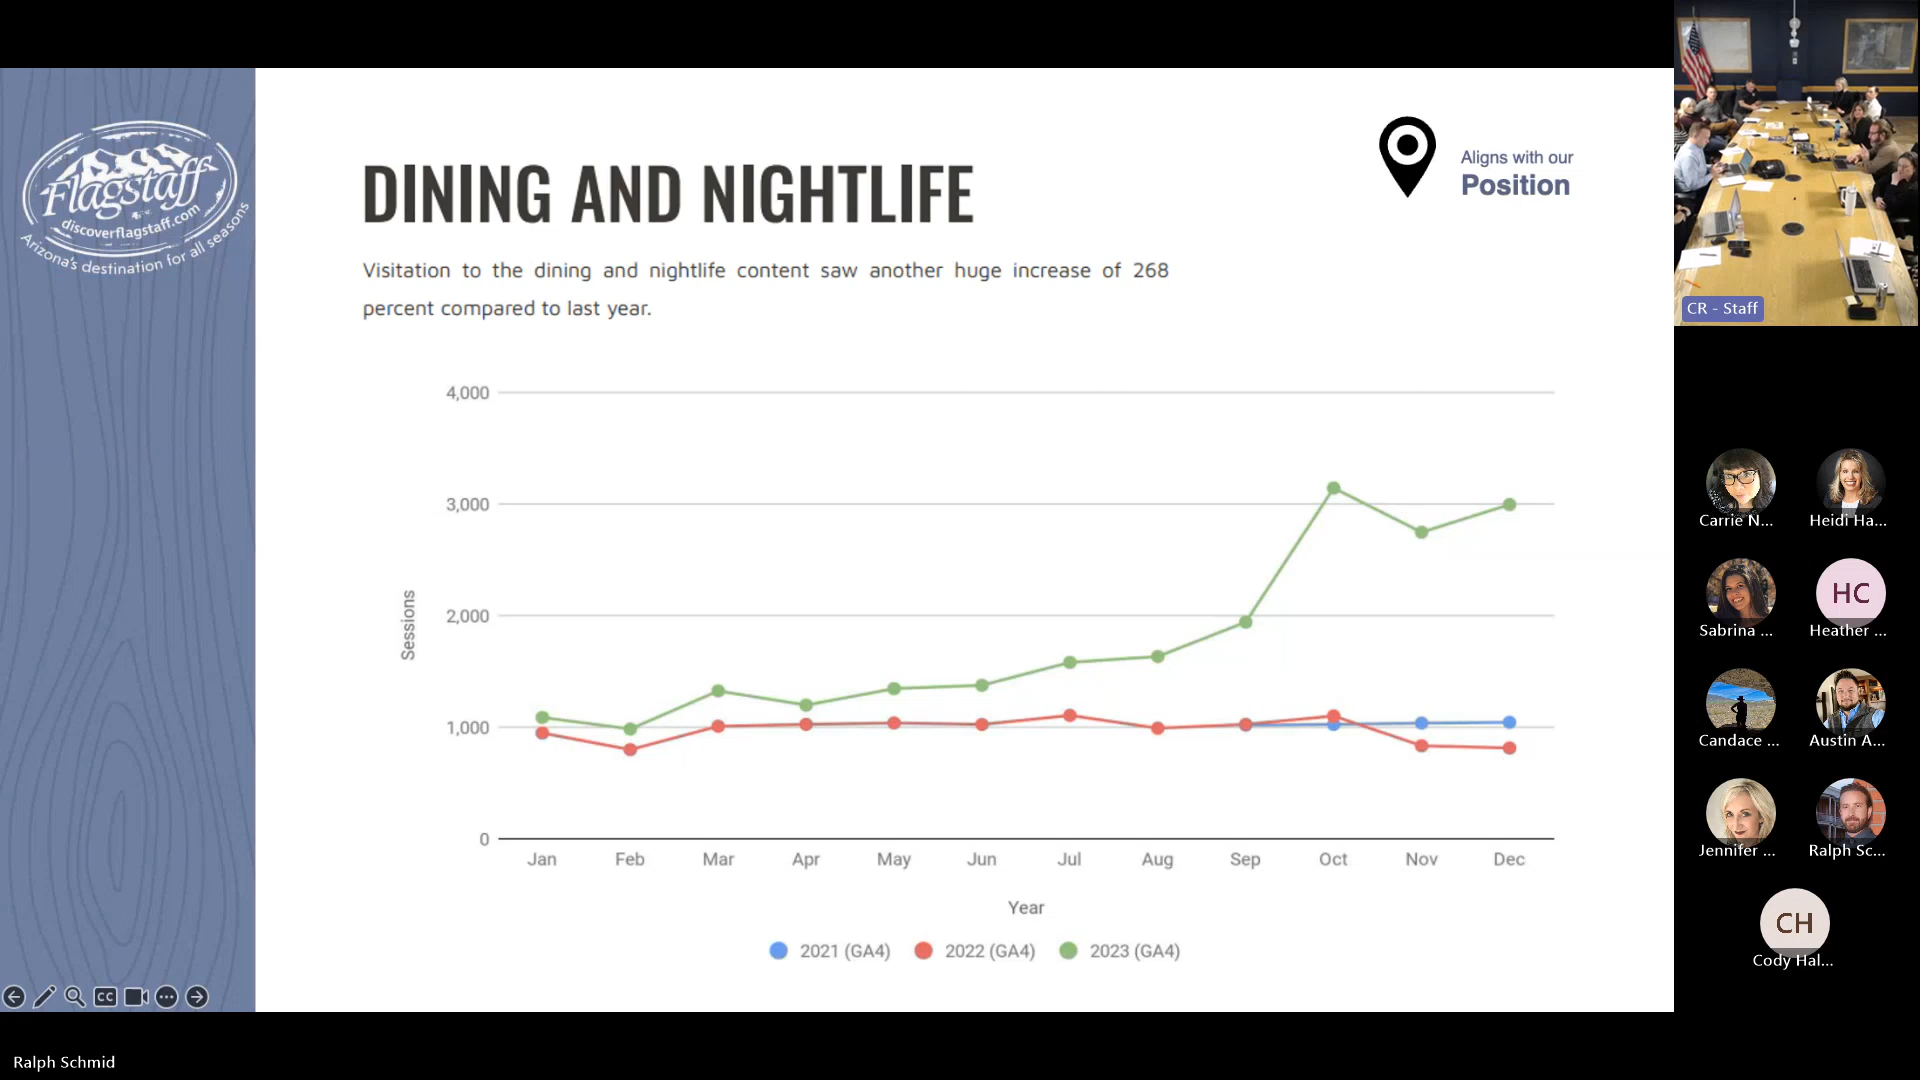 Flagstaff
discoverflagstaff.com
Arizona's destination for all seasons
DINING AND NIGHTLIFE
Aligns with our
Position
Visitation to the dining and nightlife content saw another huge increase of 268
percent compared to last year.
4,000
3,000
2,000
1,000
0
Sessions
Jan Feb Mar Apr May Jun Jul Aug Sep Oct Nov Dec
Year
2021 (GA4) 2022 (GA4) 2023 (GA4)
CR - Staff
Carrie N... Heidi Ha...
HC
Sabrina ... Heather ...
Candace ... Austin A...
Jennifer ... Ralph Sc...
CH
Cody Hal...
CC
Ralph Schmid